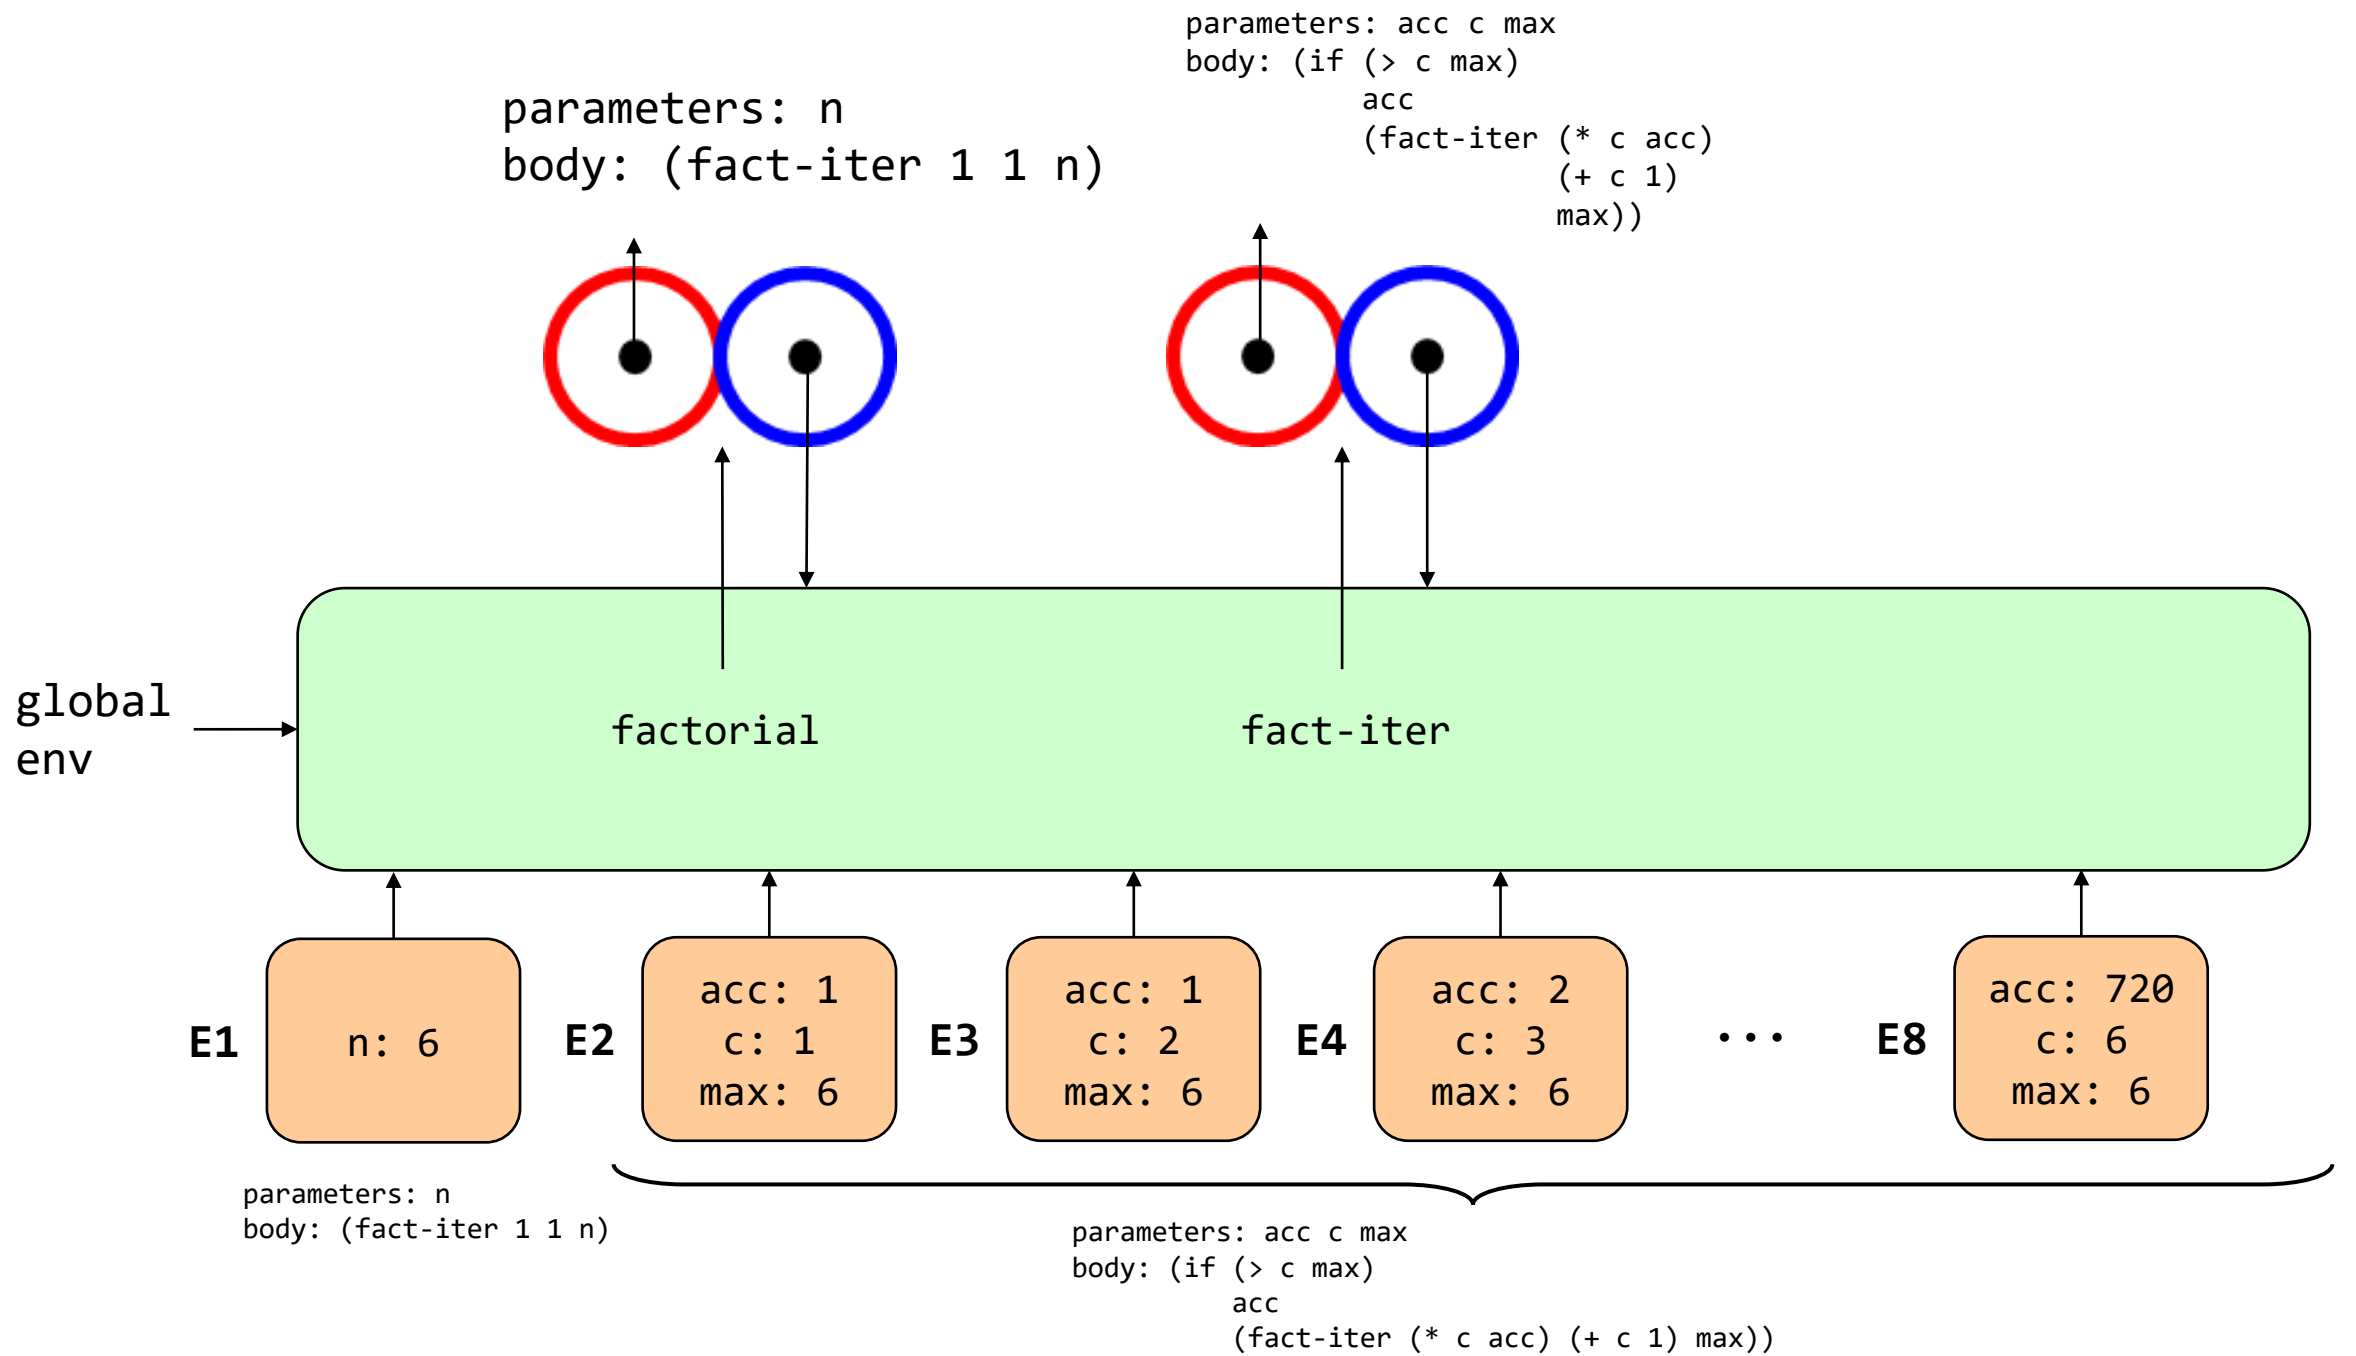 parameters: acc c max
body: (if (> c max)
acc
(fact-iter (* c acc)
(+ c 1)
max))
parameters: n
body: (fact-iter 1 1 n)
global
env
factorial
fact-iter
E1
n: 6
E2
acc: 1
c: 1
max: 6
E3
acc: 1
c: 2
max: 6
E4
acc: 2
c: 3
max: 6
...
E8
acc: 720
c: 6
max: 6
parameters: n
body: (fact-iter 1 1 n)
parameters: acc c max
body: (if (> c max)
acc
(fact-iter (* c acc) (+ c 1) max))